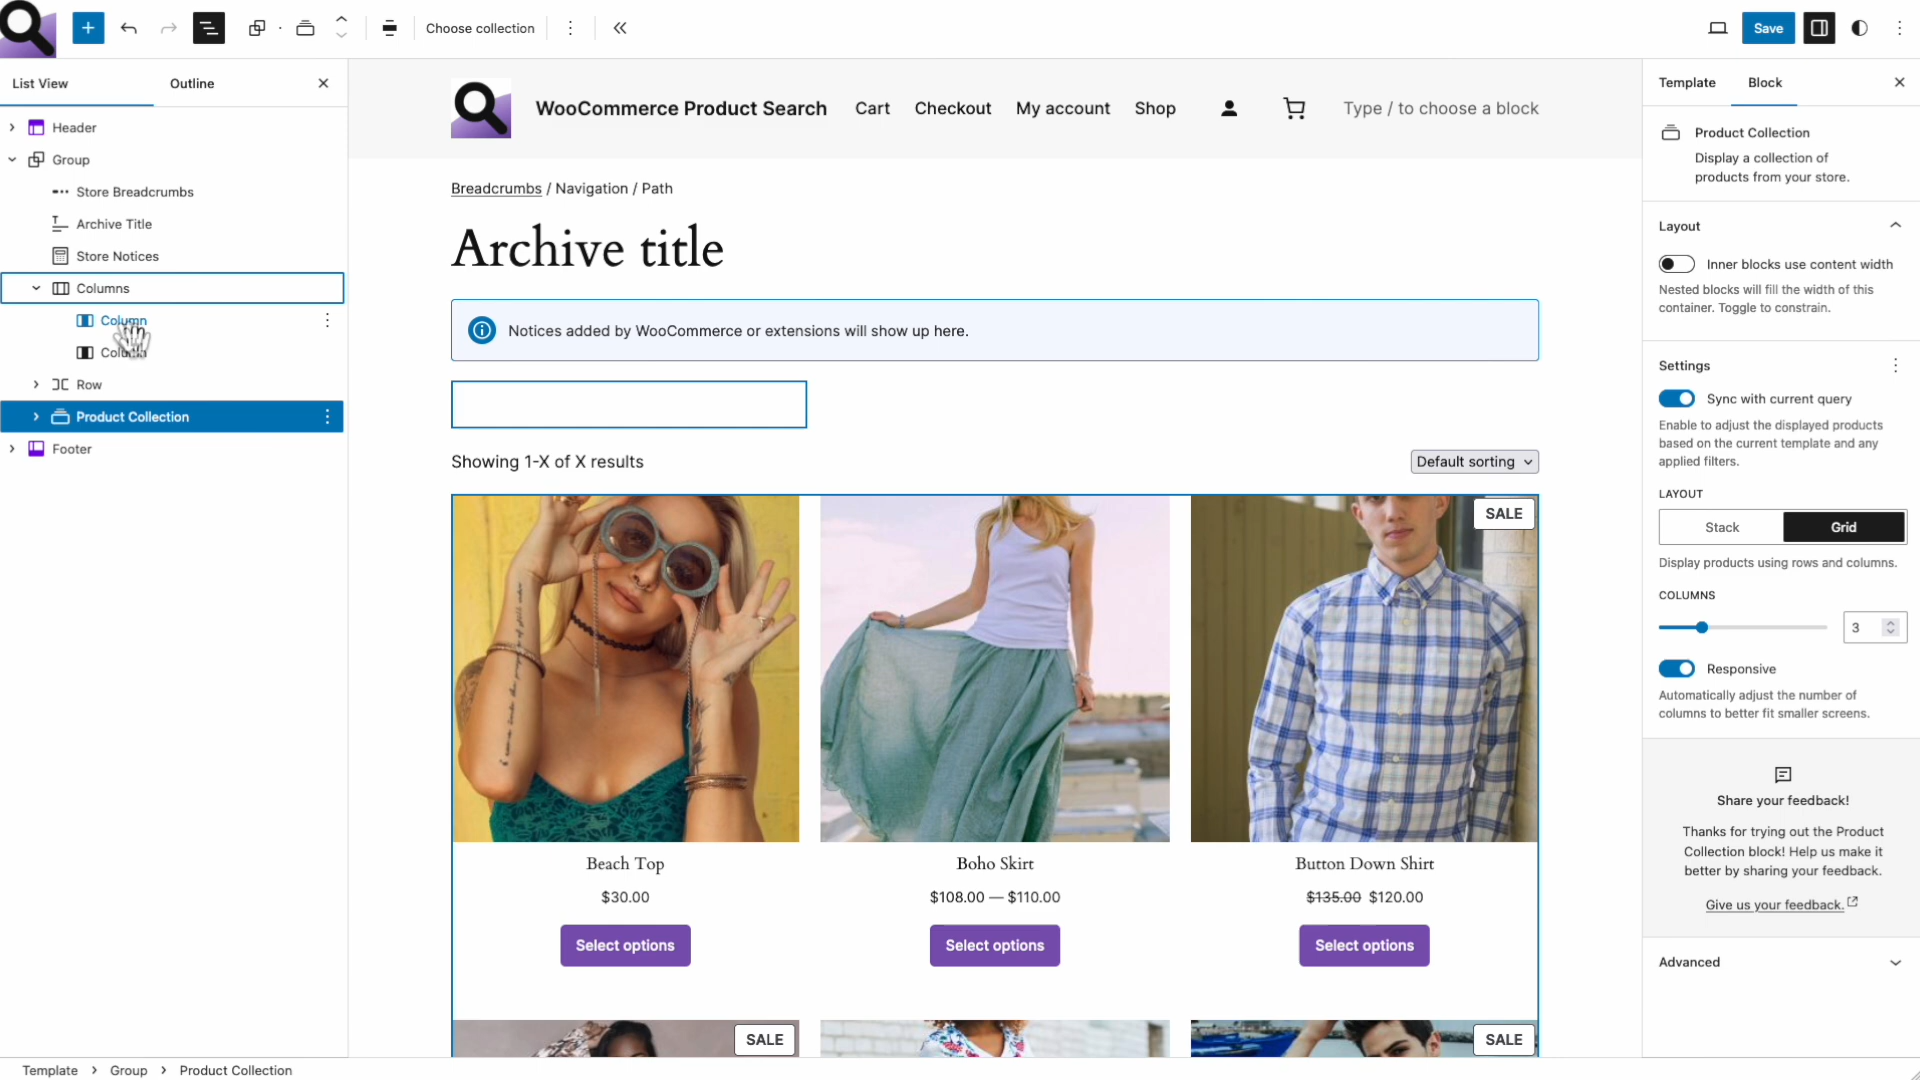 Choose collection
Save
List View
Outline
Header
Group
Store Breadcrumbs
Archive Title
Store Notices
Columns
Column
Column
Row
Product Collection
Footer
WooCommerce Product Search
Cart
Checkout
My account
Shop
Type / to choose a block
Breadcrumbs / Navigation / Path
Archive title
Notices added by WooCommerce or extensions will show up here.
Showing 1-X of X results
Default sorting
SALE
Beach Top
$30.00
Select options
Boho Skirt
$108.00 — $110.00
Select options
Button Down Shirt
$135.00 $120.00
Select options
SALE
SALE
Template
Block
Product Collection
Display a collection of
products from your store.
Layout
Inner blocks use content width
Nested blocks will fill the width of this
container. Toggle to constrain.
Settings
Sync with current query
Enable to adjust the displayed products
based on the current template and any
applied filters.
LAYOUT
Stack
Grid
Display products using rows and columns.
COLUMNS
3
Responsive
Automatically adjust the number of
columns to better fit smaller screens.
Share your feedback!
Thanks for trying out the Product
Collection block! Help us make it
better by sharing your feedback.
Give us your feedback.
Advanced
Template > Group > Product Collection